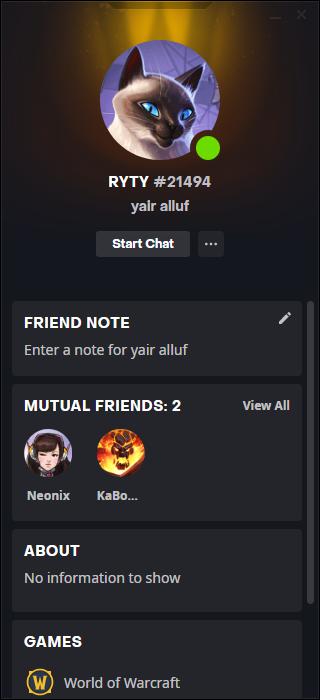 RYTY #21494
yair alluf
Start Chat
FRIEND NOTE
Enter a note for yair alluf
MUTUAL FRIENDS: 2
View All
Neonix
KaBo...
ABOUT
No information to show
GAMES
World of Warcraft